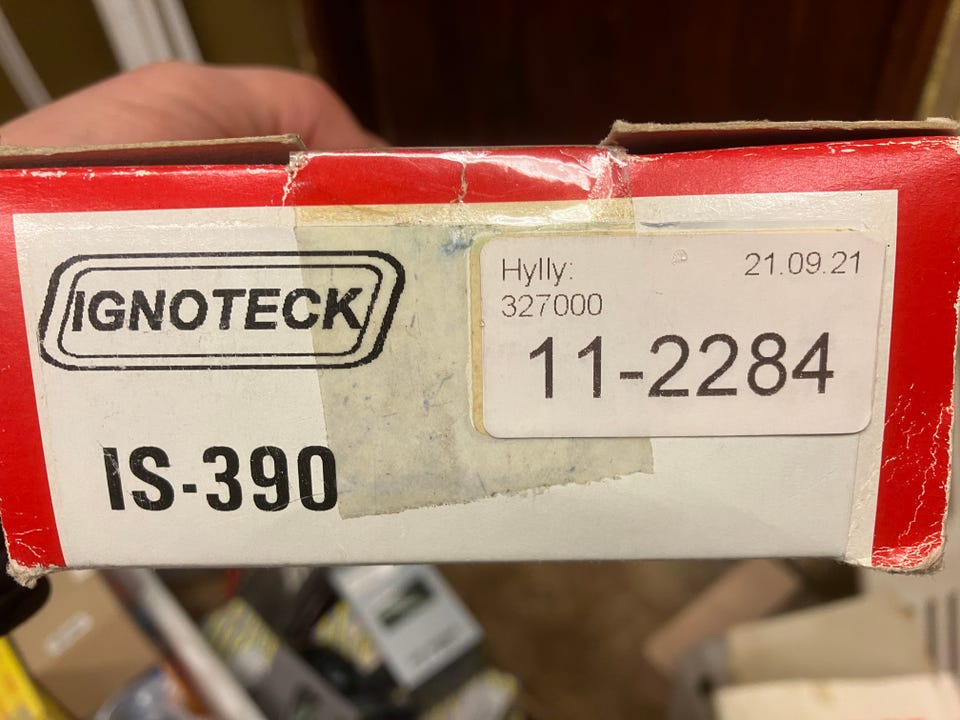 IGNOTECK
IS-390
Hylly: 21.09.21
327000
11-2284